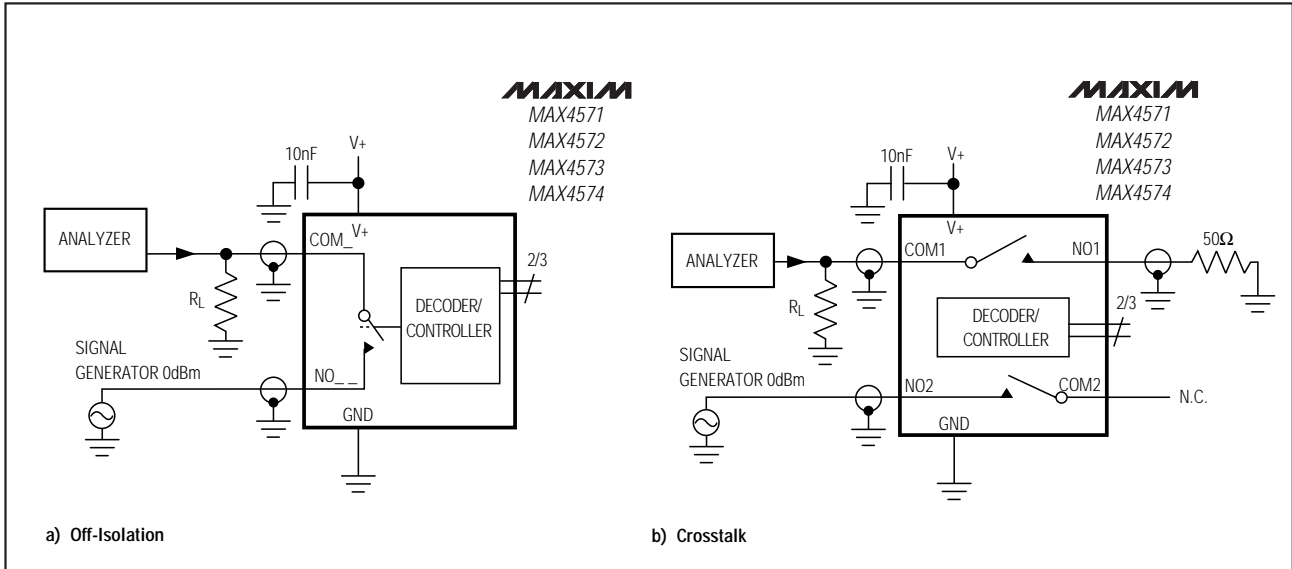 MAXIM
MAX4571
MAX4572
MAX4573
MAX4574
V+
10nF
ANALYZER
COM_
V+
2/3
RL
DECODER/
CONTROLLER
SIGNAL
GENERATOR 0dBm
NO_ _
GND
a) Off-Isolation
MAXIM
MAX4571
MAX4572
MAX4573
MAX4574
V+
10nF
ANALYZER
COM1
V+
NO1
50Ω
RL
2/3
DECODER/
CONTROLLER
SIGNAL
GENERATOR 0dBm
NO2
COM2
N.C.
GND
b) Crosstalk